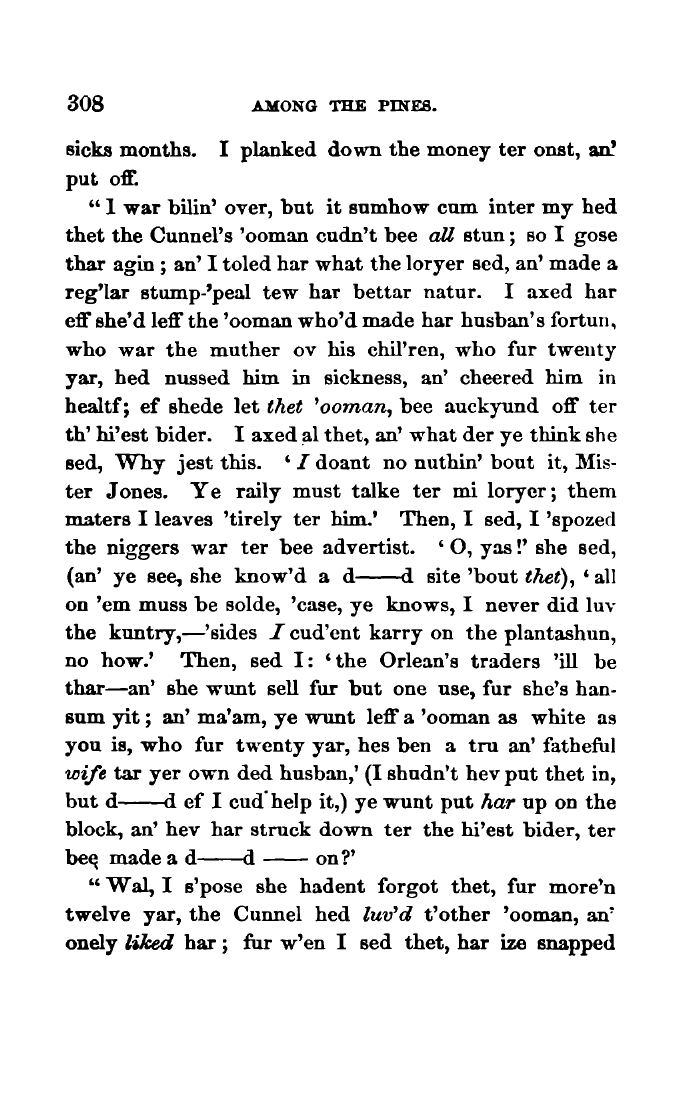 308 AMONG THE PINES.
sicks months. I planked down the money ter onst, an'
put off.
"I war bilin' over, but it sumhow cum inter my hed
thet the Cunnel's 'ooman cudn't bee all stun; so I gose
thar agin; an' I toled har what the loryer sed, an' made a
reg'lar stump-'peal tew har bettar natur. I axed har
eff she'd leff the 'ooman who'd made har husban's fortun,
who war the muther ov his chil'ren, who fur twenty
yar, hed nussed him in sickness, an' cheered him in
healtf; ef shede let thet 'ooman, bee auckyund off ter
th' hi'est bider. I axed al thet, an' what der ye think she
sed, Why jest this. 'I doant no nuthin' bout it, Mis-
ter Jones. Ye raily must talke ter mi loryer; them
maters I leaves 'tirely ter him.' Then, I sed, I 'spozed
the niggers war ter bee advertist. 'O, yas!' she sed,
(an' ye see, she know'd a d——d site 'bout thet), 'all
on 'em muss be solde, 'case, ye knows, I never did luv
the kuntry,—'sides I cud'ent karry on the plantashun,
no how.' Then, sed I: 'the Orlean's traders 'ill be
thar—an' she wunt sell fur but one use, fur she's han-
sum yit; an' ma'am, ye wunt leff a 'ooman as white as
you is, who fur twenty yar, hes ben a tru an' fatheful
wife tar yer own ded husban,' (I shudn't hev put thet in,
but d——d ef I cud help it,) ye wunt put har up on the
block, an' hev har struck down ter the hi'est bider, ter
bee made a d——d —— on?'
"Wal, I s'pose she hadent forgot thet, fur more'n
twelve yar, the Cunnel hed luv'd t'other 'ooman, an'
onely liked har; fur w'en I sed thet, har ize snapped